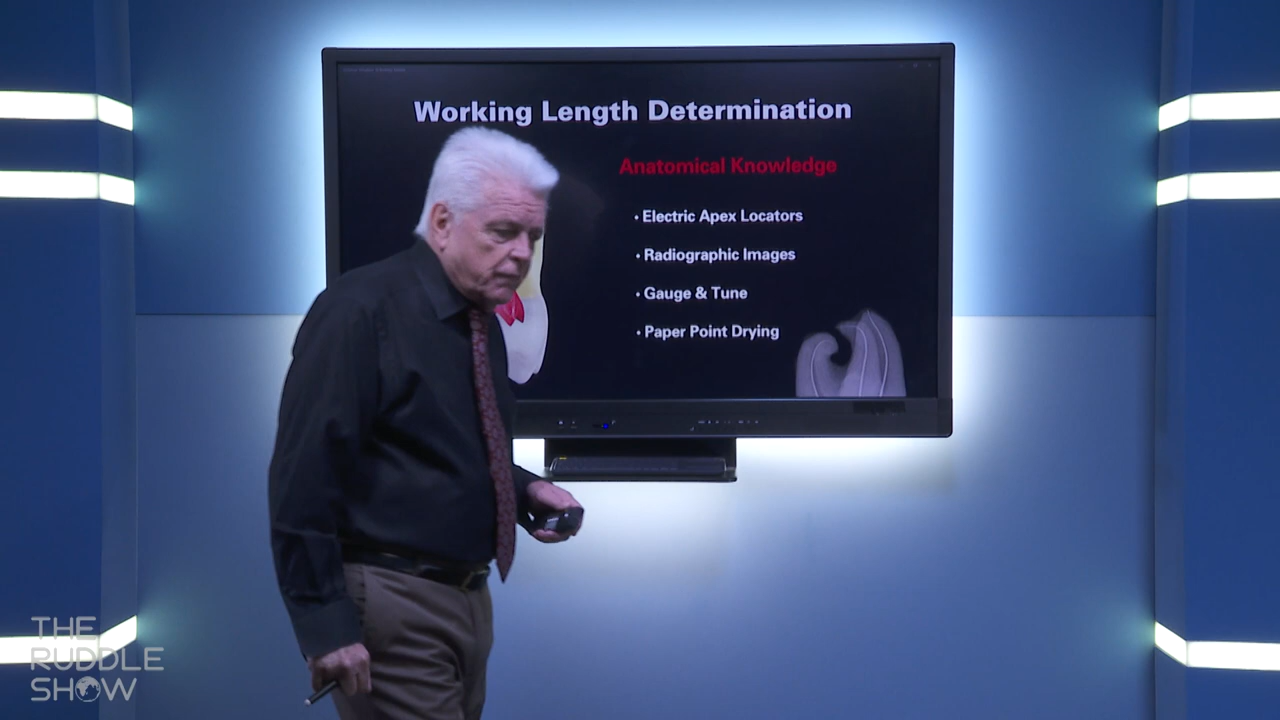 Working Length Determination
Anatomical Knowledge
• Electric Apex Locators
• Radiographic Images
• Gauge & Tune
• Paper Point Drying
THE
RUDDLE
SHOW